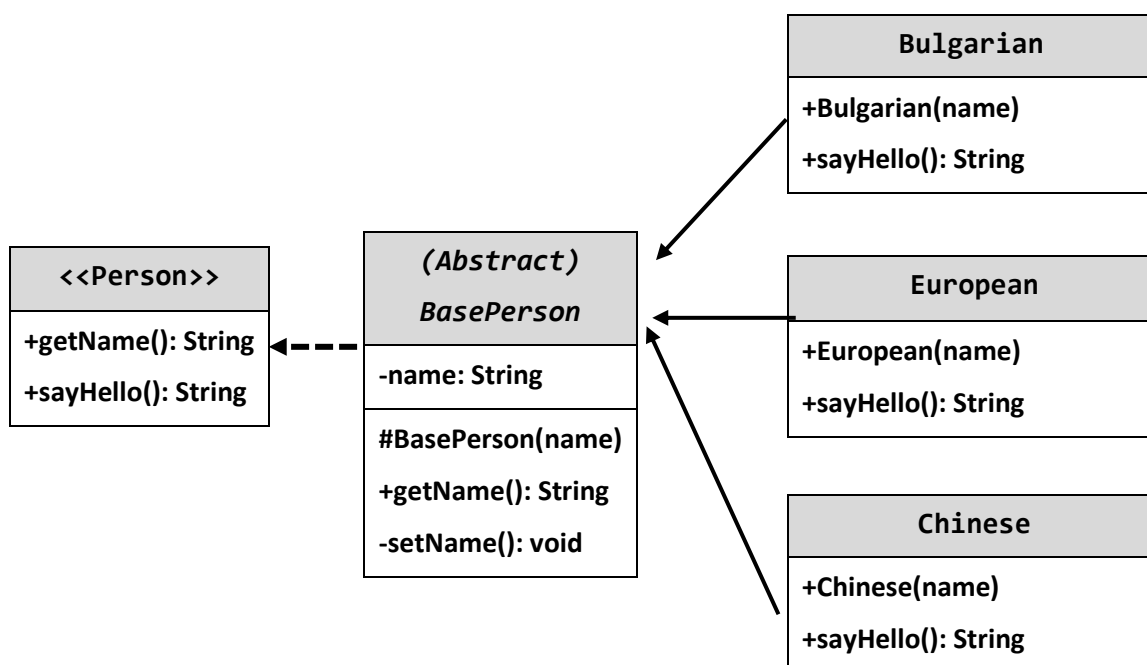 <<Person>>
+getName(): String
+sayHello(): String
(Abstract)
BasePerson
-name: String
#BasePerson(name)
+getName(): String
-setName(): void
Bulgarian
+Bulgarian(name)
+sayHello(): String
European
+European(name)
+sayHello(): String
Chinese
+Chinese(name)
+sayHello(): String